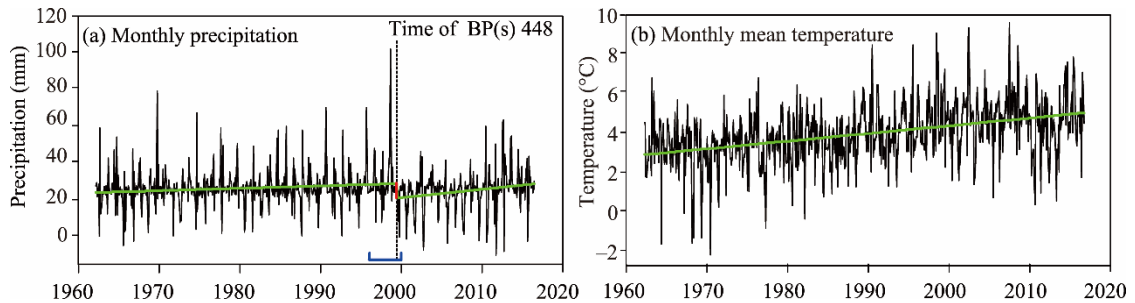 (a) Monthly precipitation
Time of BP(s) 448
Precipitation (mm)
120
100
80
60
40
20
0
1960 1970 1980 1990 2000 2010 2020
(b) Monthly mean temperature
Temperature (°C)
10
8
6
4
2
0
−2
1960 1970 1980 1990 2000 2010 2020